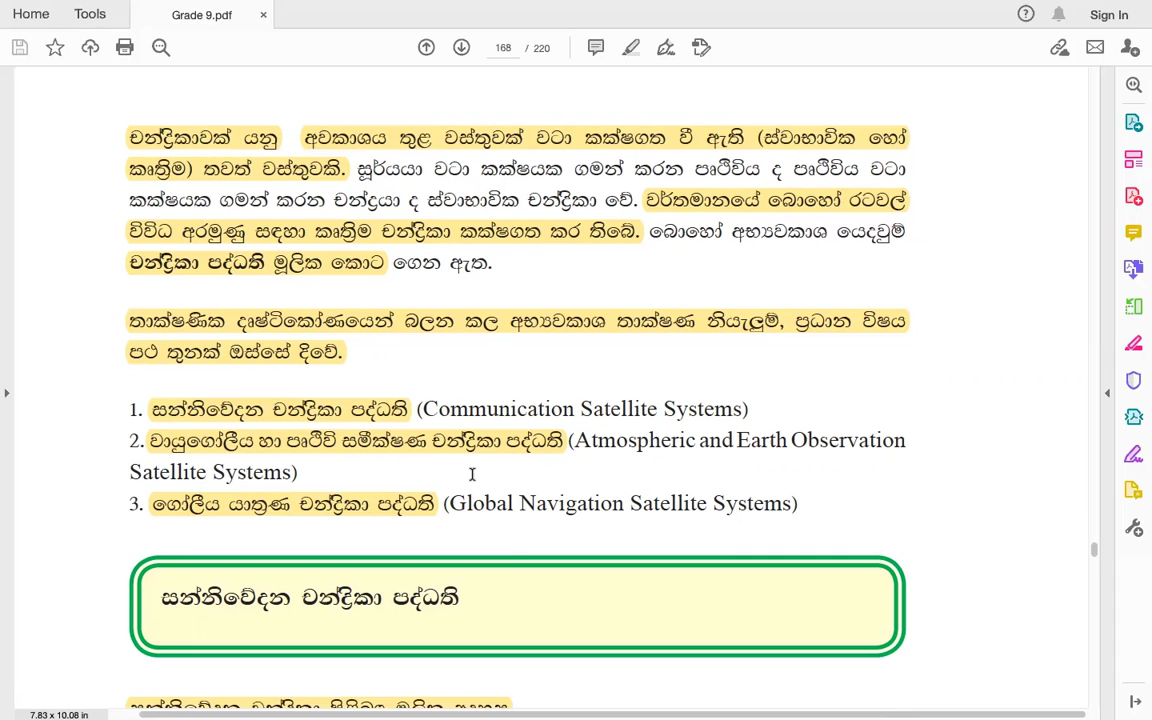 Home Tools Grade 9.pdf × Sign In
168 / 220
චන්ද්‍රිකාවක් යනු අවකාශය තුළ වස්තුවක් වටා කක්ෂගත වී ඇති (ස්වාභාවික හෝ
කෘත්‍රිම) තවත් වස්තුවකි. සූර්යයා වටා කක්ෂයක ගමන් කරන පෘථිවිය ද පෘථිවිය වටා
කක්ෂයක ගමන් කරන චන්ද්‍රයා ද ස්වාභාවික චන්ද්‍රිකා වේ. වර්තමානයේ බොහෝ රටවල්
විවිධ අරමුණු සඳහා කෘත්‍රිම චන්ද්‍රිකා කක්ෂගත කර තිබේ. බොහෝ අභ්‍යවකාශ යෙදවුම්
චන්ද්‍රිකා පද්ධති මූලික කොට ගෙන ඇත.
තාක්ෂණික දෘෂ්ටිකෝණයෙන් බලන කල අභ්‍යවකාශ තාක්ෂණ නියැලුම්, ප්‍රධාන විෂය
පථ තුනක් ඔස්සේ දිවේ.
1. සන්නිවේදන චන්ද්‍රිකා පද්ධති (Communication Satellite Systems)
2. වායුගෝලීය හා පෘථිවි සමීක්ෂණ චන්ද්‍රිකා පද්ධති (Atmospheric and Earth Observation
Satellite Systems)
3. ගෝලීය යාත්‍රණ චන්ද්‍රිකා පද්ධති (Global Navigation Satellite Systems)
සන්නිවේදන චන්ද්‍රිකා පද්ධති
සන්නිවේදන චන්ද්‍රිකා පිළිබඳ මූලික අදහස
7.83 x 10.08 in